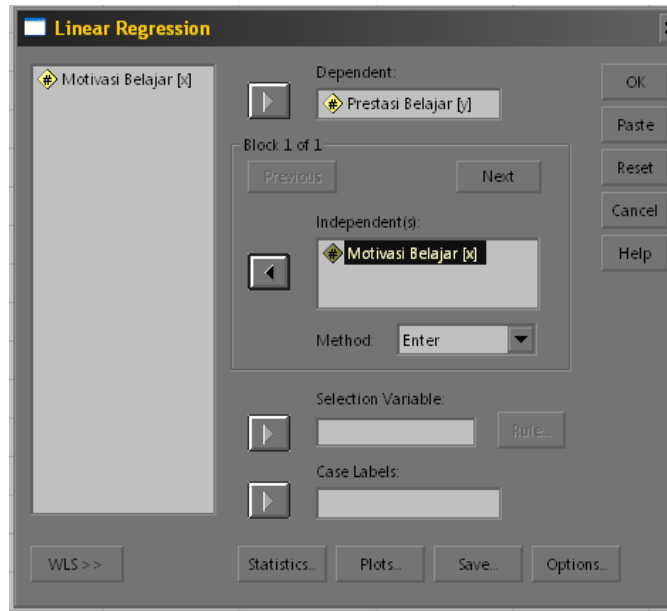 Linear Regression
Motivasi Belajar [x]
Dependent:
Prestasi Belajar [y]
Block 1 of 1
Previous
Next
Independent(s):
Motivasi Belajar [x]
Method:
Enter
Selection Variable:
Rule...
Case Labels:
WLS >>
Statistics...
Plots...
Save...
Options...
OK
Paste
Reset
Cancel
Help